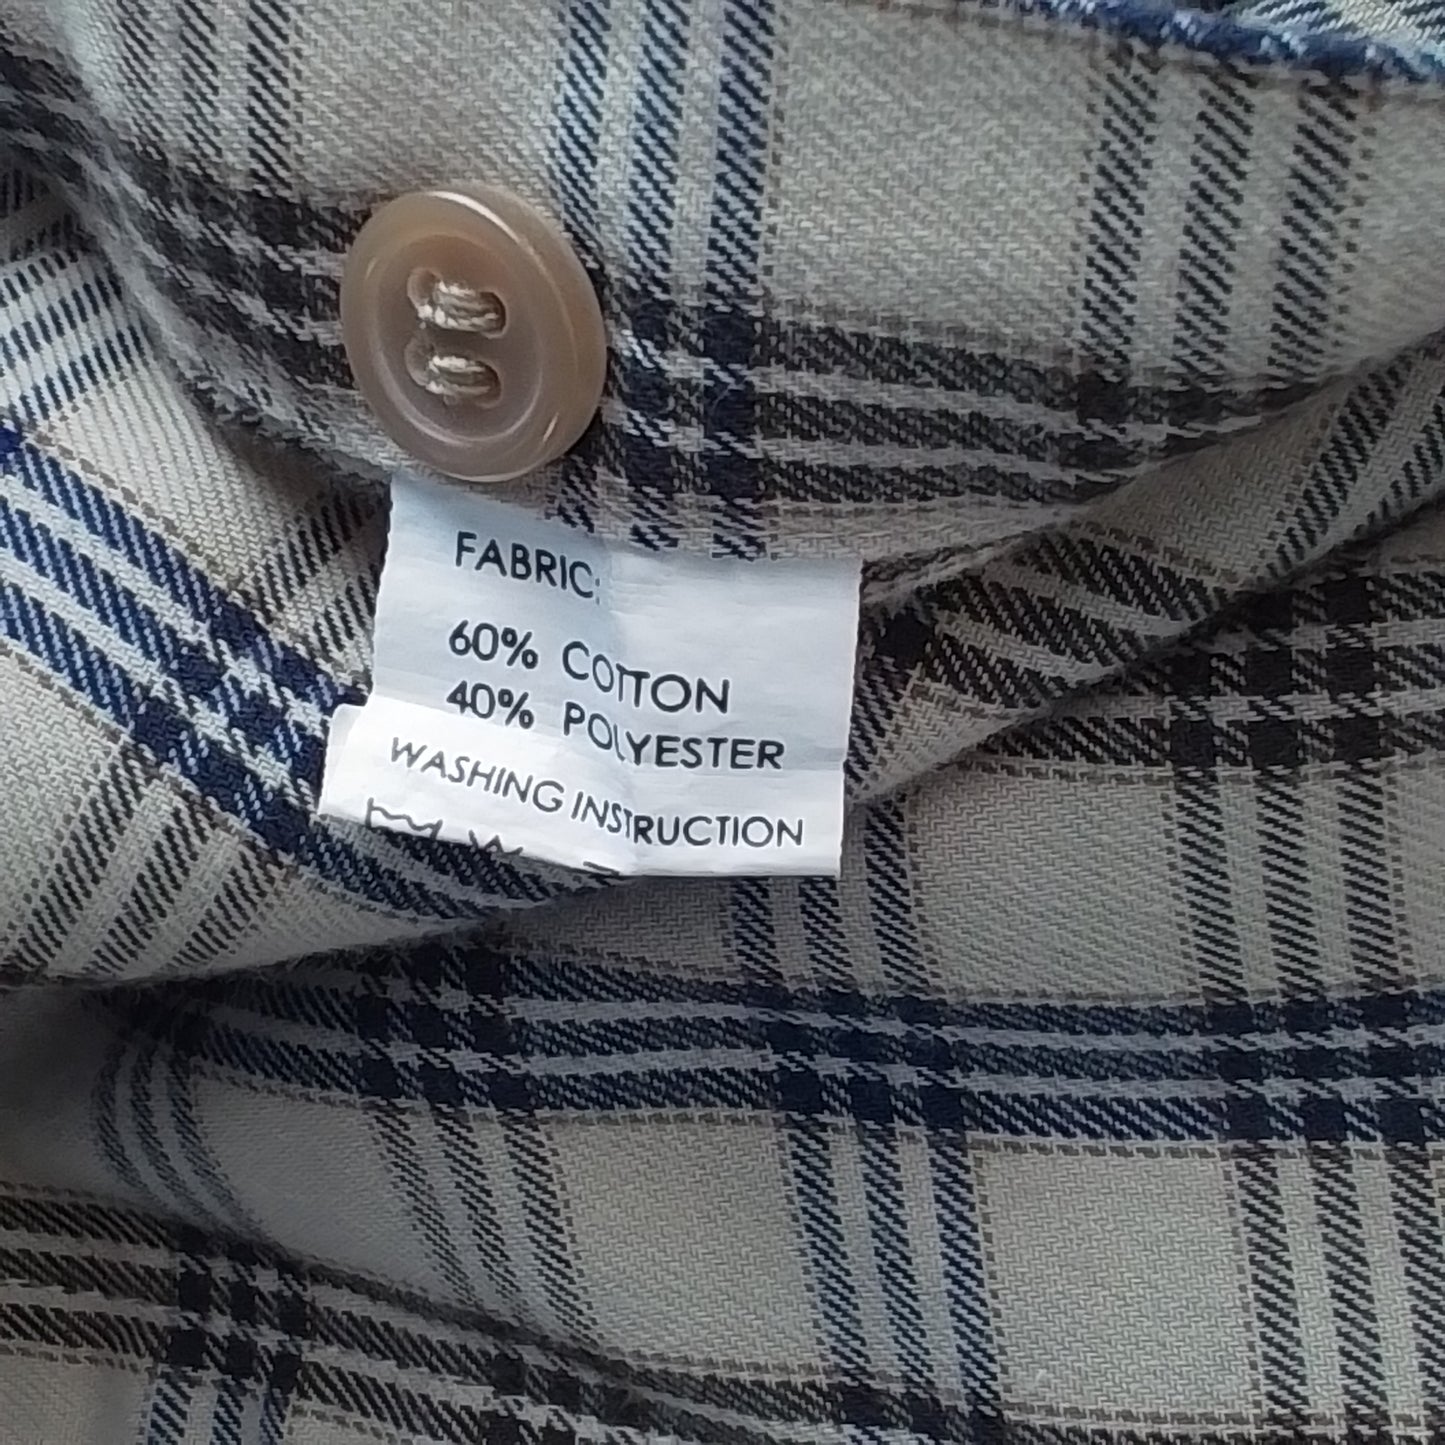 FABRIC:
60% COTTON
40% POLYESTER
WASHING INSTRUCTION